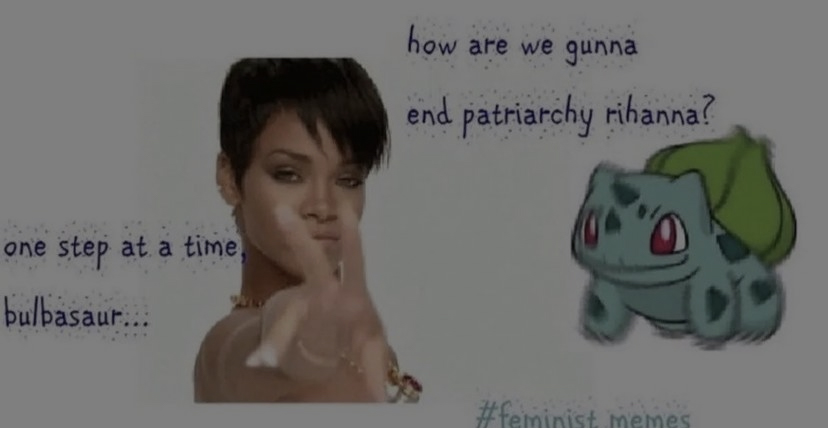 how are we gunna
end patriarchy rihanna?
one step at a time,
bulbasaur...
#feminist memes